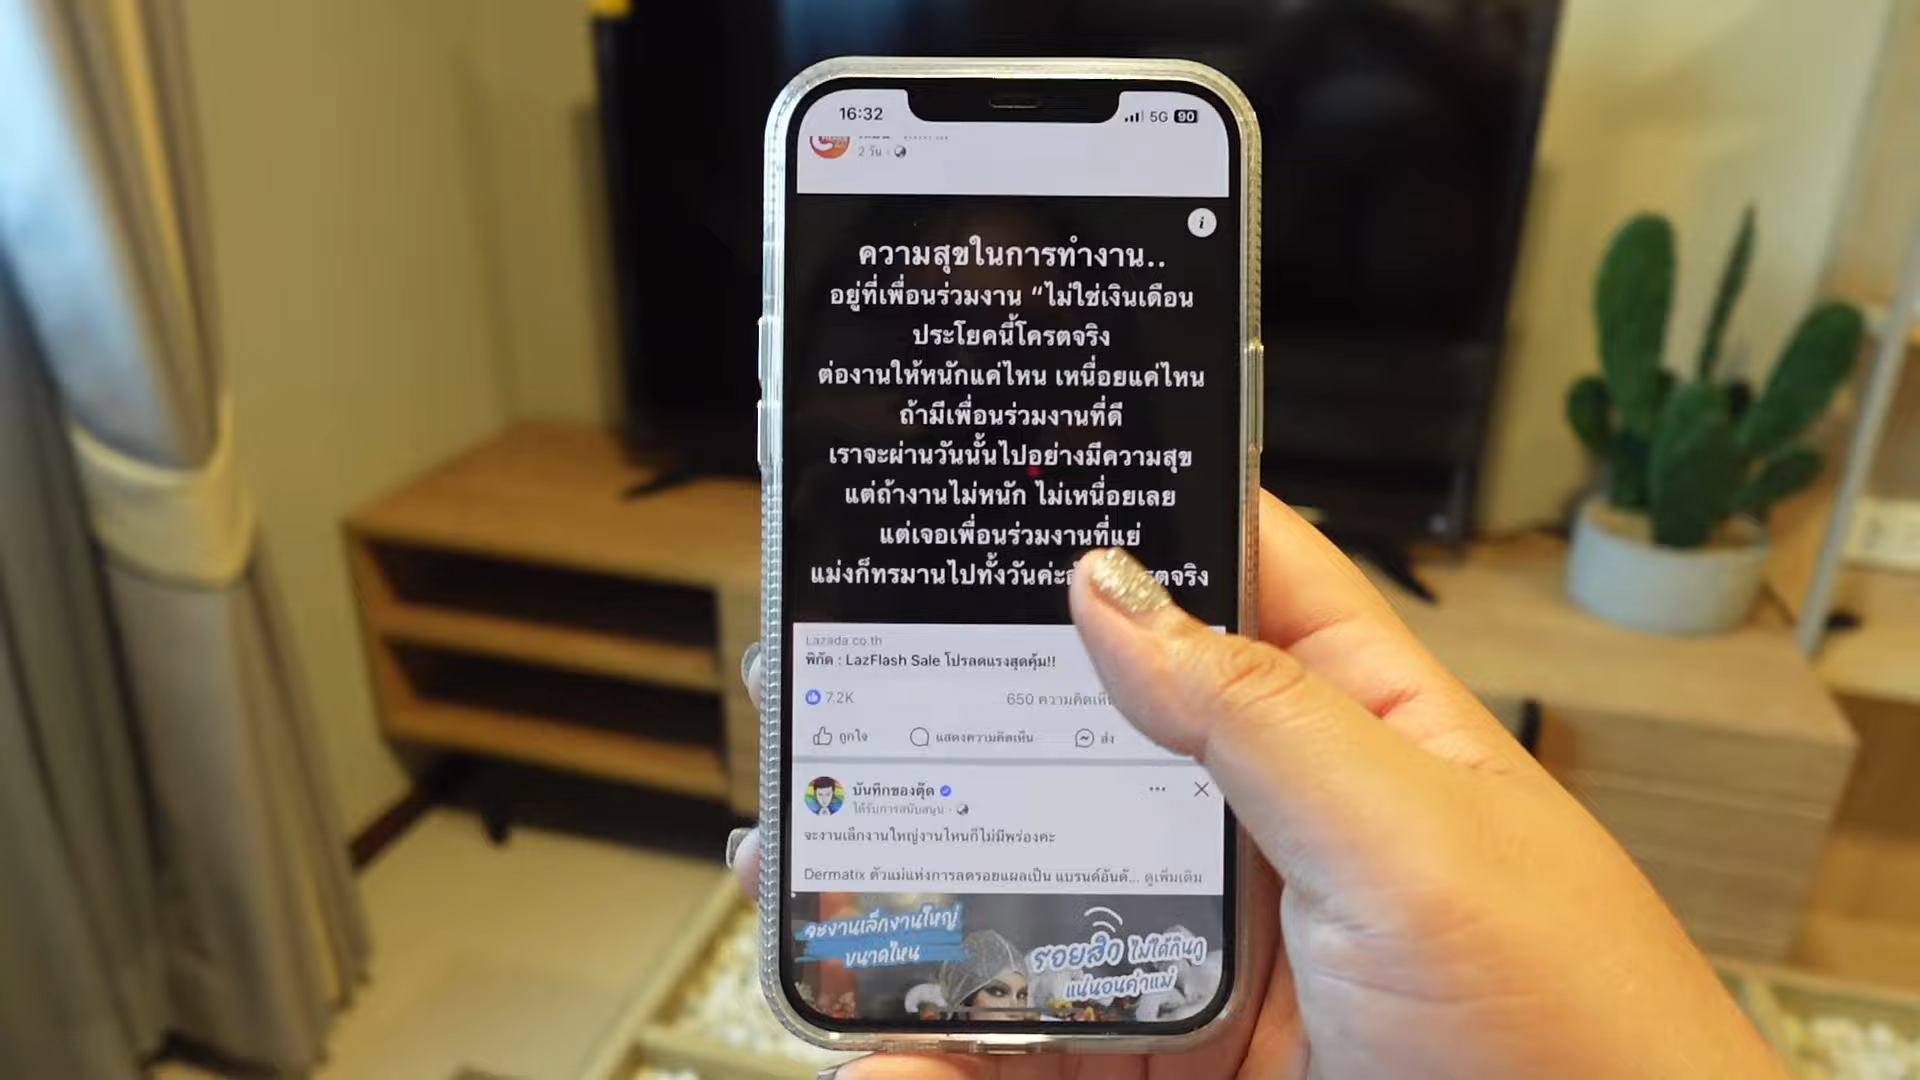 16:32
5G 90
2 วัน
ความสุขในการทำงาน..
อยู่ที่เพื่อนร่วมงาน “ไม่ใช่เงินเดือน
ประโยคนี้โครตจริง
ต่องานให้หนักแค่ไหน เหนื่อยแค่ไหน
ถ้ามีเพื่อนร่วมงานที่ดี
เราจะผ่านวันนั้นไปอย่างมีความสุข
แต่ถ้างานไม่หนัก ไม่เหนื่อยเลย
แต่เจอเพื่อนร่วมงานที่แย่
แม่งก็ทรมานไปทั้งวันค่ะ ตจริง
Lazada.co.th
พิกัด : LazFlash Sale โปรลดแรงสุดคุ้ม!!
7.2K 650 ความคิดเห็น
ถูกใจ แสดงความคิดเห็น ส่ง
บันทึกของตุ๊ด
ได้รับการสนับสนุน
จะงานเล็กงานใหญ่งานไหนก็ไม่มีพร่องคะ
Dermatix ตัวแม่แห่งการลดรอยแผลเป็น แบรนด์อันดั... ดูเพิ่มเติม
จะงานเล็กงานใหญ่
ขนาดไหน
รอยสิว ไม่ได้กินกู
แน่นอนค่ำแม่